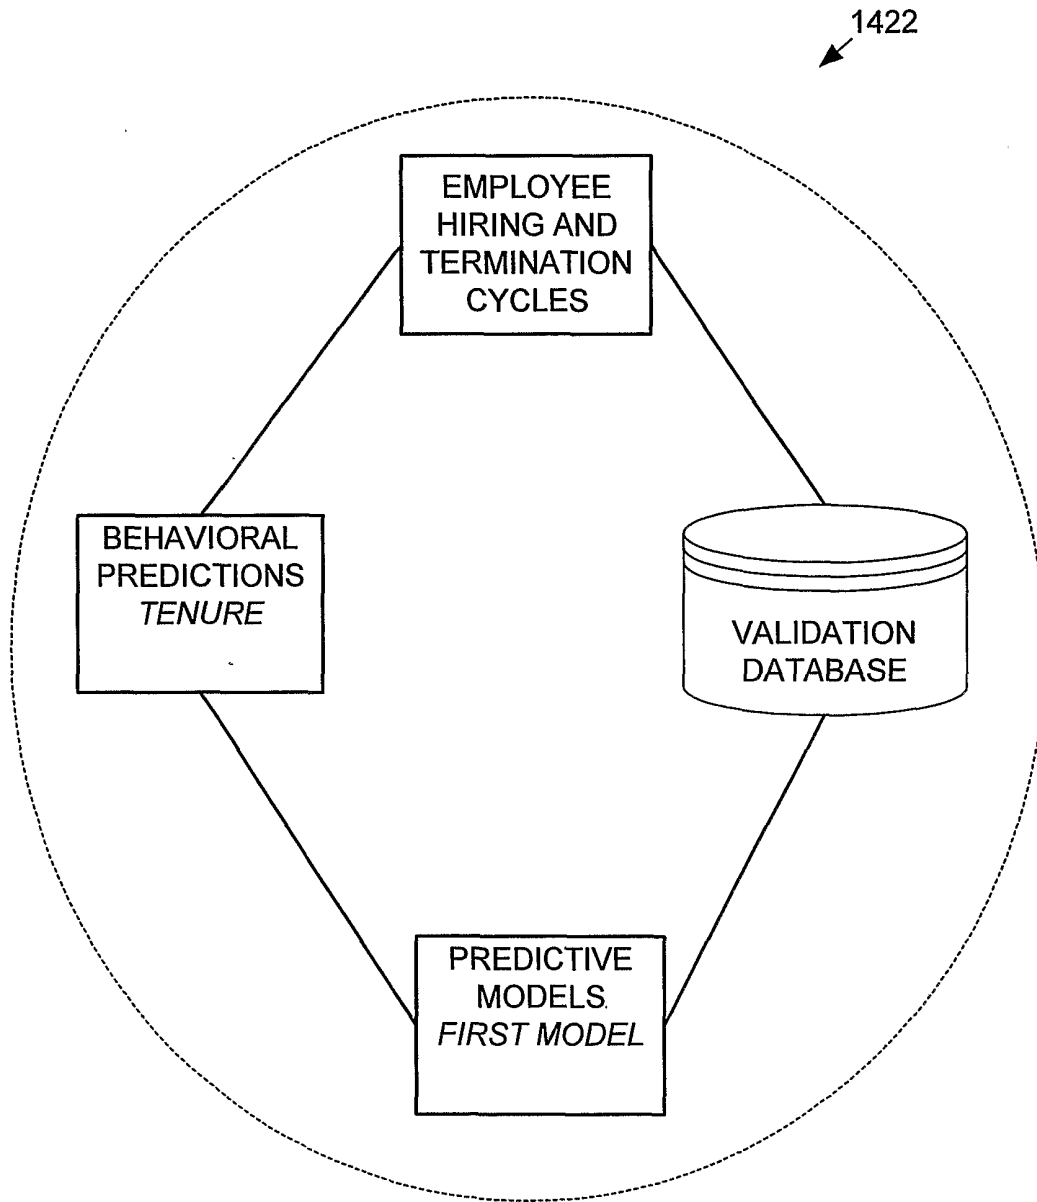 1422
EMPLOYEE
HIRING AND
TERMINATION
CYCLES
BEHAVIORAL
PREDICTIONS
TENURE
VALIDATION
DATABASE
PREDICTIVE
MODELS
FIRST MODEL